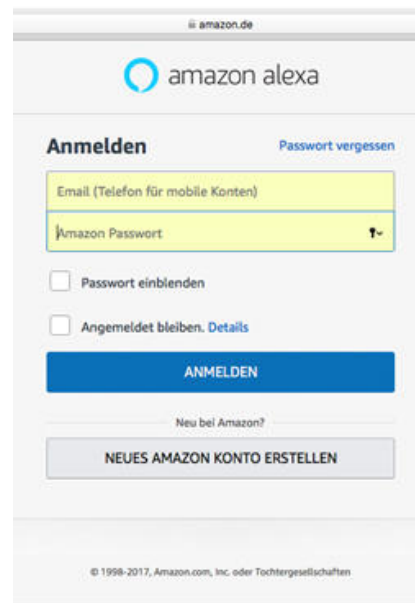 amazon.de
amazon alexa
Anmelden
Passwort vergessen
Email (Telefon für mobile Konten)
Amazon Passwort
Passwort einblenden
Angemeldet bleiben. Details
ANMELDEN
Neu bei Amazon?
NEUES AMAZON KONTO ERSTELLEN
© 1998-2017, Amazon.com, Inc. oder Tochtergesellschaften